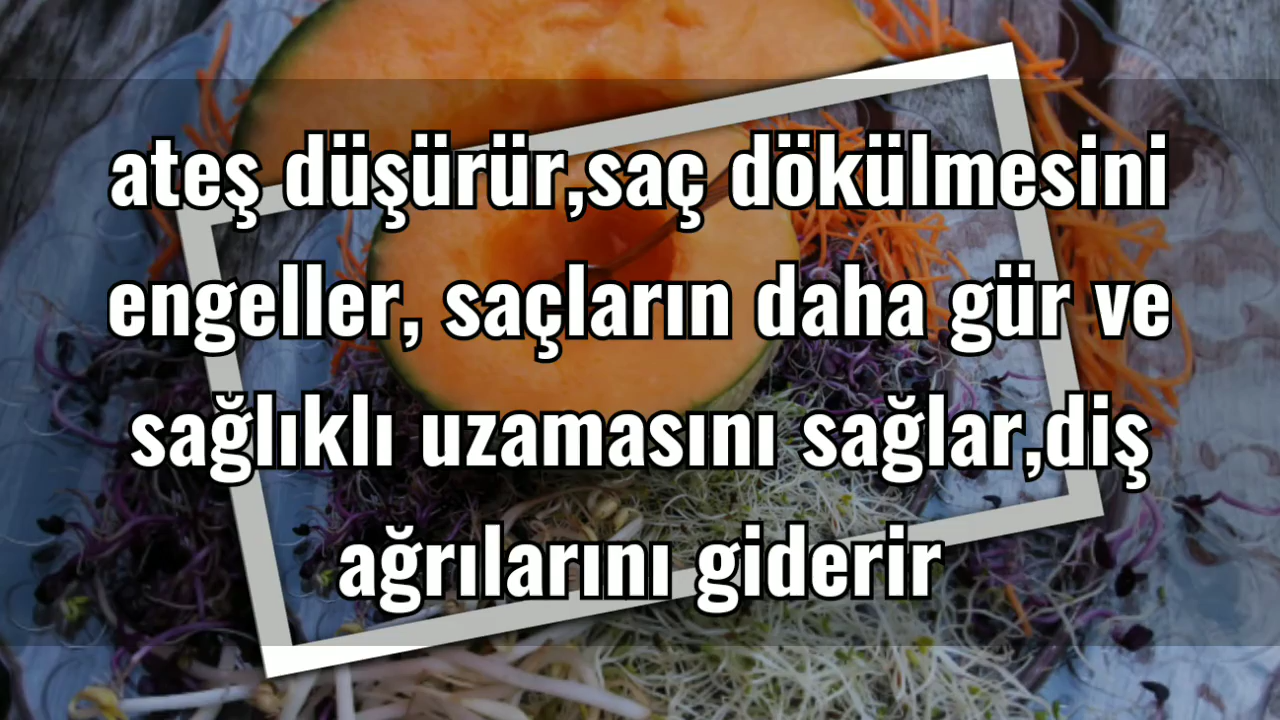 ateş düşürür,saç dökülmesini
engeller, saçların daha gür ve
sağlıklı uzamasını sağlar,diş
ağrılarını giderir